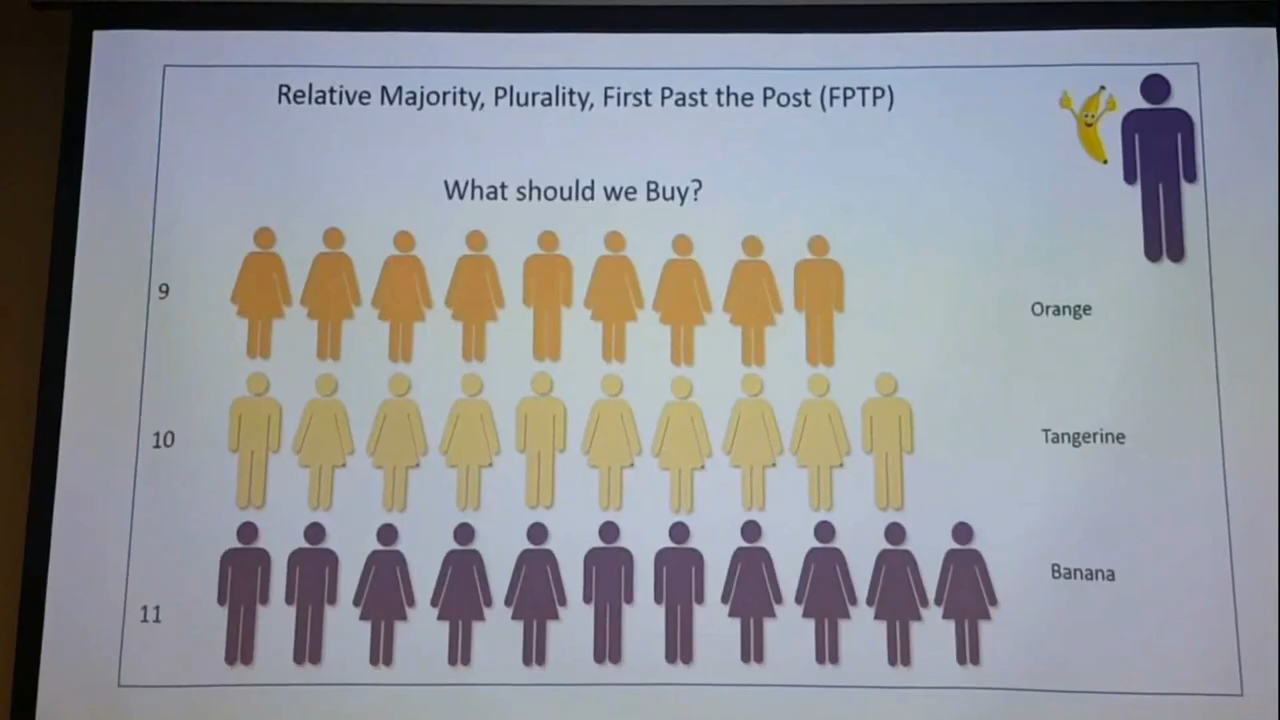 Relative Majority, Plurality, First Past the Post (FPTP)
What should we Buy?
9
Orange
10
Tangerine
Banana
11